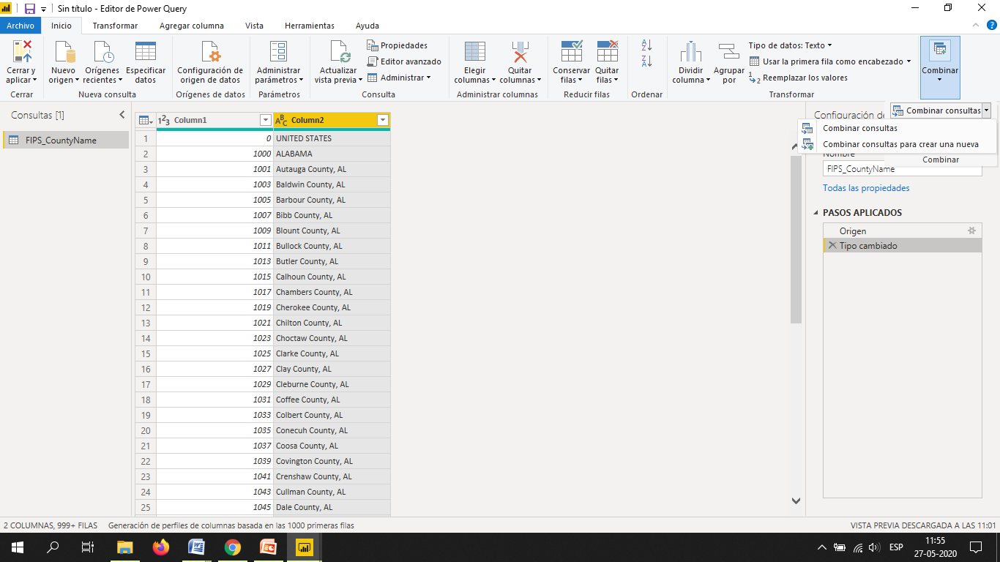 Sin título - Editor de Power Query
Archivo Inicio Transformar Agregar columna Vista Herramientas Ayuda
Cerrar y aplicar
Nuevo origen
Orígenes recientes
Especificar datos
Configuración de origen de datos
Administrar parámetros
Actualizar vista previa
Propiedades
Editor avanzado
Administrar
Elegir columnas
Quitar columnas
Conservar filas
Quitar filas
A
Z
Z
A
Dividir columna
Agrupar por
Tipo de datos: Texto
Usar la primera fila como encabezado
1
2
Reemplazar los valores
Combinar
Cerrar
Nueva consulta
Orígenes de datos
Parámetros
Consulta
Administrar columnas
Reducir filas
Ordenar
Transformar
Combinar consultas
Combinar consultas
Combinar consultas para crear una nueva
Combinar
Consultas [1]
FIPS_CountyName
123 Column1 ABC Column2
1 0 UNITED STATES
2 1000 ALABAMA
3 1001 Autauga County, AL
4 1003 Baldwin County, AL
5 1005 Barbour County, AL
6 1007 Bibb County, AL
7 1009 Blount County, AL
8 1011 Bullock County, AL
9 1013 Butler County, AL
10 1015 Calhoun County, AL
11 1017 Chambers County, AL
12 1019 Cherokee County, AL
13 1021 Chilton County, AL
14 1023 Choctaw County, AL
15 1025 Clarke County, AL
16 1027 Clay County, AL
17 1029 Cleburne County, AL
18 1031 Coffee County, AL
19 1033 Colbert County, AL
20 1035 Conecuh County, AL
21 1037 Coosa County, AL
22 1039 Covington County, AL
23 1041 Crenshaw County, AL
24 1043 Cullman County, AL
25 1045 Dale County, AL
Configuración de
Nombre
FIPS_CountyName
Todas las propiedades
PASOS APLICADOS
Origen
Tipo cambiado
2 COLUMNAS, 999+ FILAS Generación de perfiles de columnas basada en las 1000 primeras filas
VISTA PREVIA DESCARGADA A LAS 11:01
ESP
11:55
27-05-2020